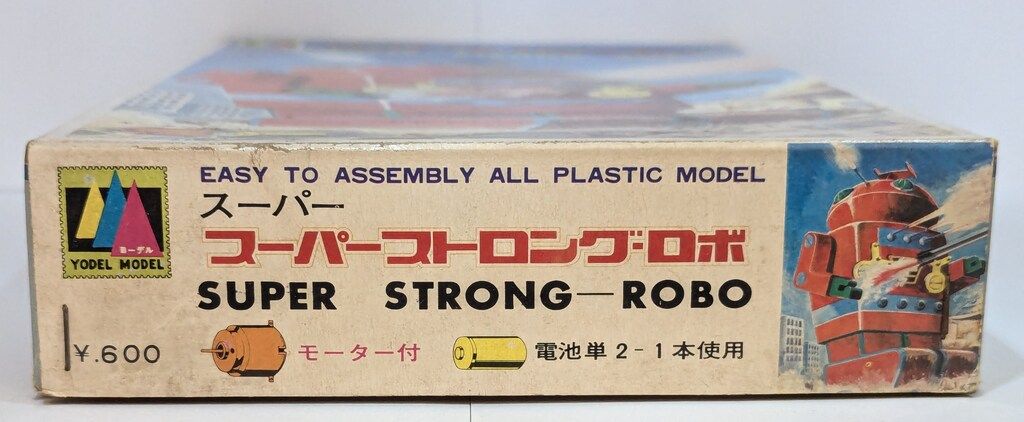 EASY TO ASSEMBLY ALL PLASTIC MODEL
スーパー
スーパーストロング=ロボ
SUPER STRONG—ROBO
ヨーデル
YODEL MODEL
¥.600
モーター付
電池単2-1本使用